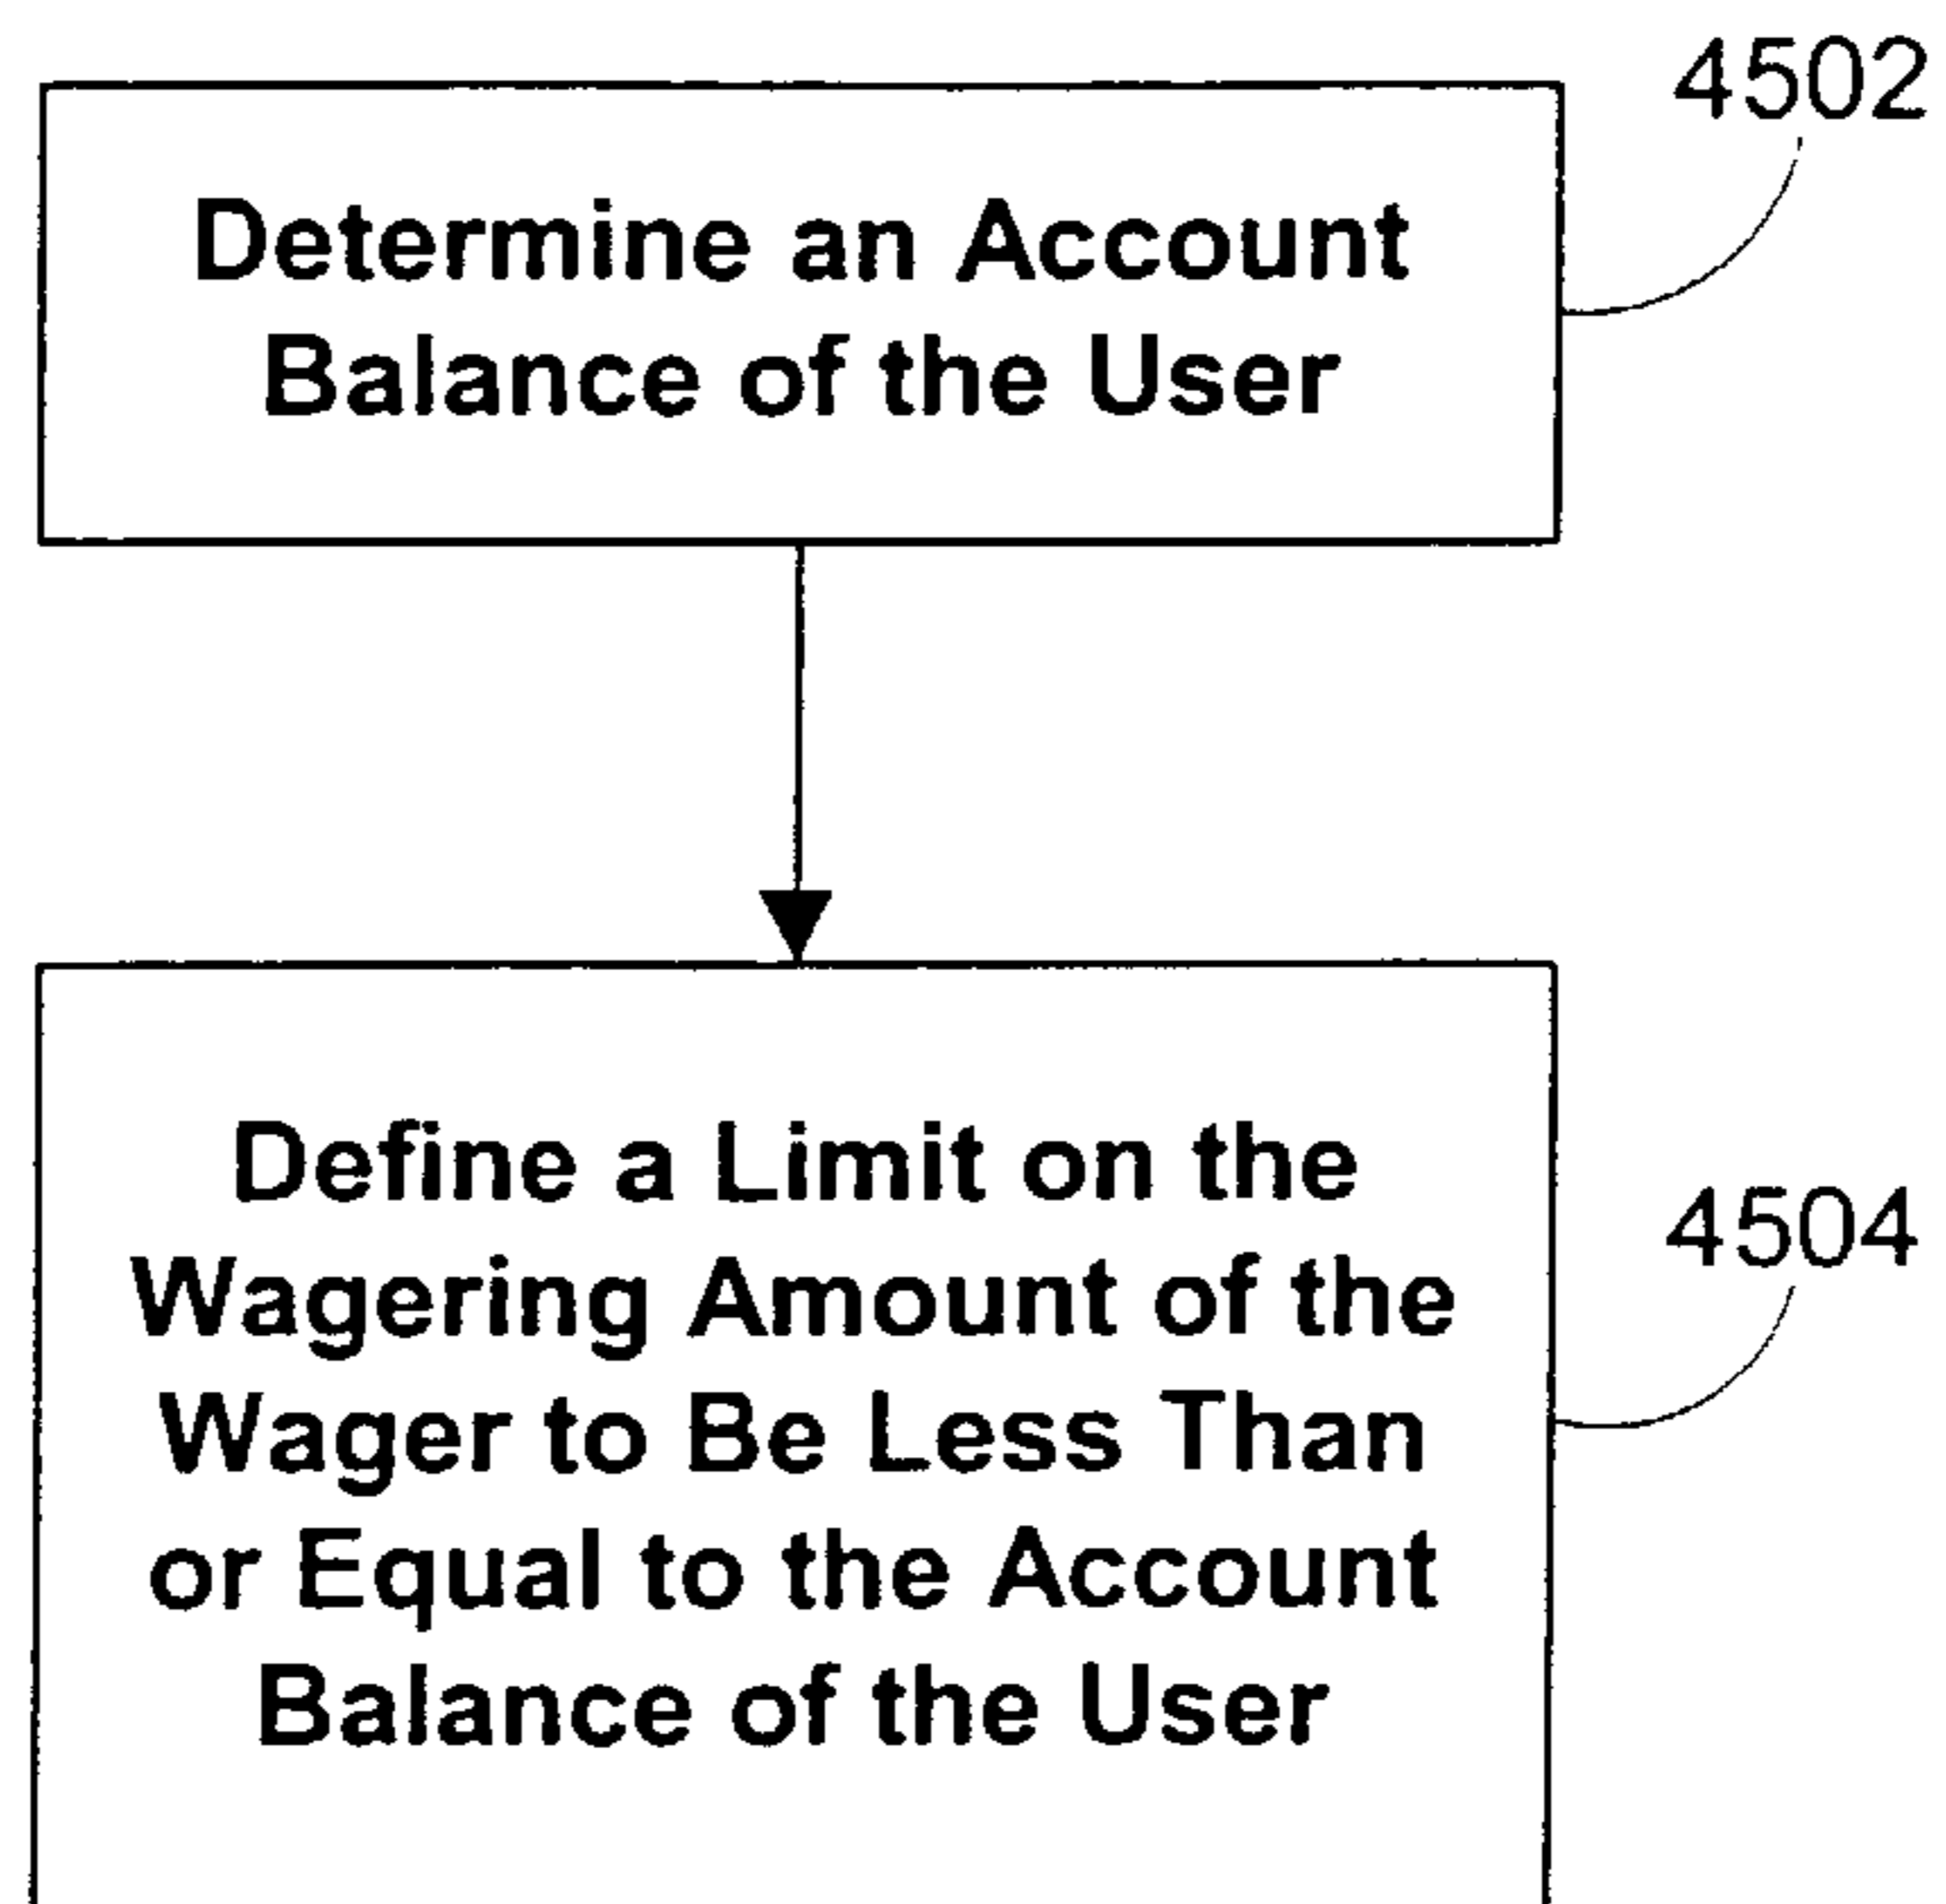 4502
Determine an Account
Balance of the User
Define a Limit on the
Wagering Amount of the
4504
Wager to Be Less Than
or Equal to the Account
Balance of the User